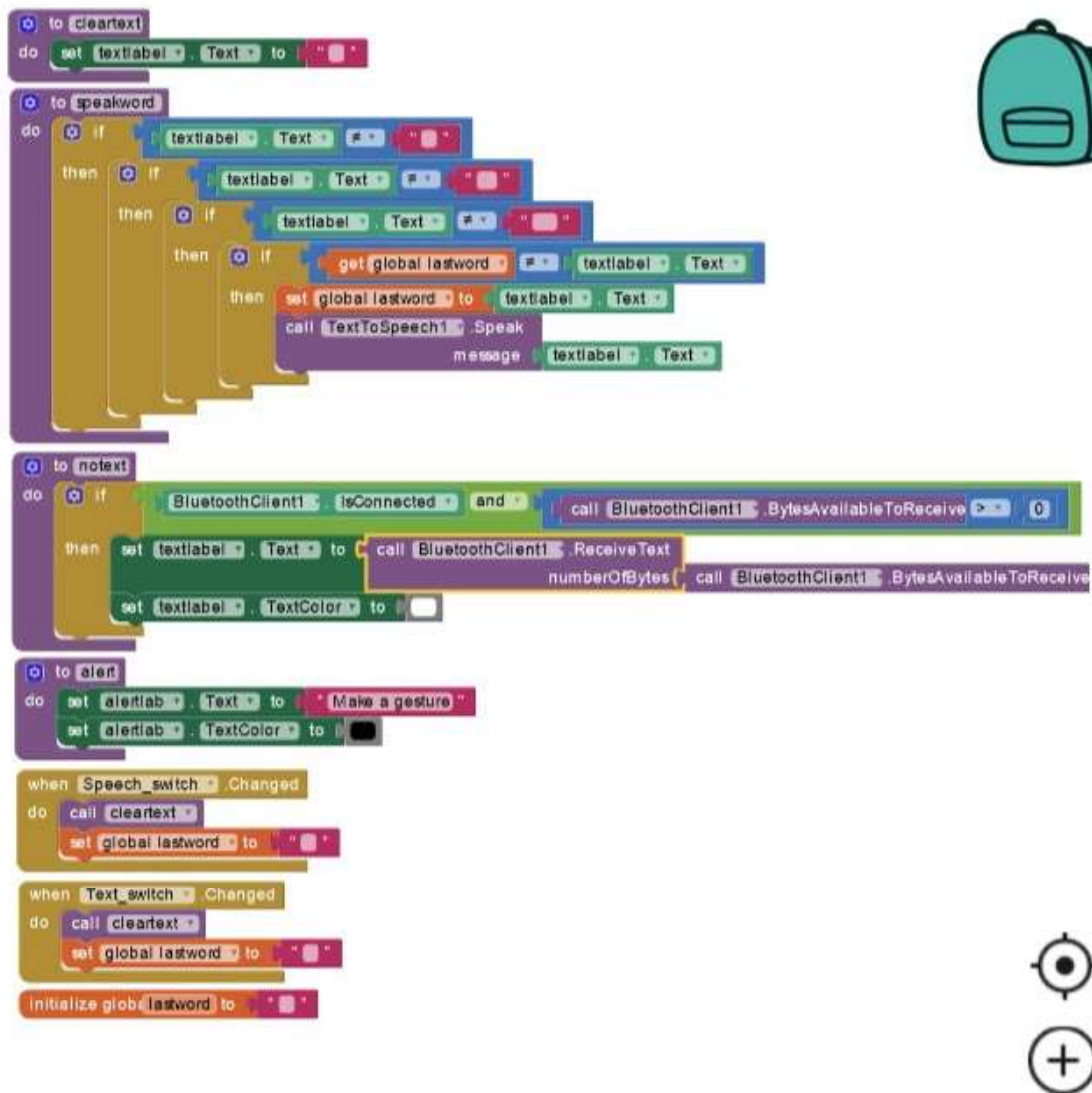 to cleartext
do set textlabel . Text to " "
to speakword
do if textlabel . Text ≠ " "
then if textlabel . Text ≠ " "
then if textlabel . Text ≠ " "
then if get global lastword ≠ textlabel . Text
then set global lastword to textlabel . Text
call TextToSpeech1 .Speak
message textlabel . Text
to notext
do if BluetoothClient1 . IsConnected and call BluetoothClient1 .BytesAvailableToReceive > 0
then set textlabel . Text to call BluetoothClient1 .ReceiveText
numberOfBytes call BluetoothClient1 .BytesAvailableToReceive
set textlabel . TextColor to
to alert
do set alertlab . Text to " Make a gesture "
set alertlab . TextColor to
when Speech_switch .Changed
do call cleartext
set global lastword to " "
when Text_switch .Changed
do call cleartext
set global lastword to " "
initialize globa lastword to " "